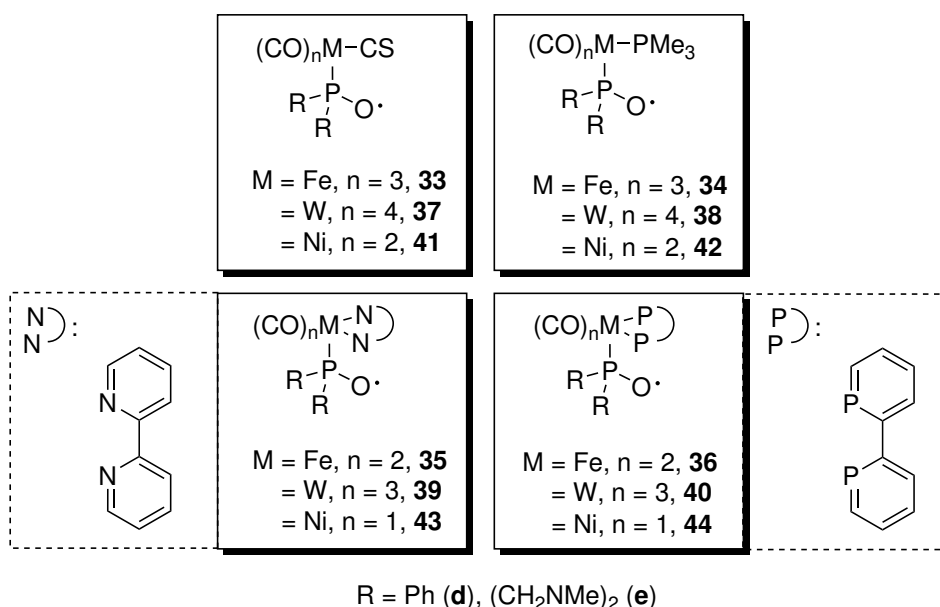 (CO)nM–CS
P
R
R
O•
M = Fe, n = 3, 33
= W, n = 4, 37
= Ni, n = 2, 41
(CO)nM–PMe3
P
R
R
O•
M = Fe, n = 3, 34
= W, n = 4, 38
= Ni, n = 2, 42
N
N
:
N
N
(CO)nM
N
N
P
R
R
O•
M = Fe, n = 2, 35
= W, n = 3, 39
= Ni, n = 1, 43
(CO)nM
P
P
P
R
R
O•
M = Fe, n = 2, 36
= W, n = 3, 40
= Ni, n = 1, 44
P
P
:
P
P
R = Ph (d), (CH2NMe)2 (e)